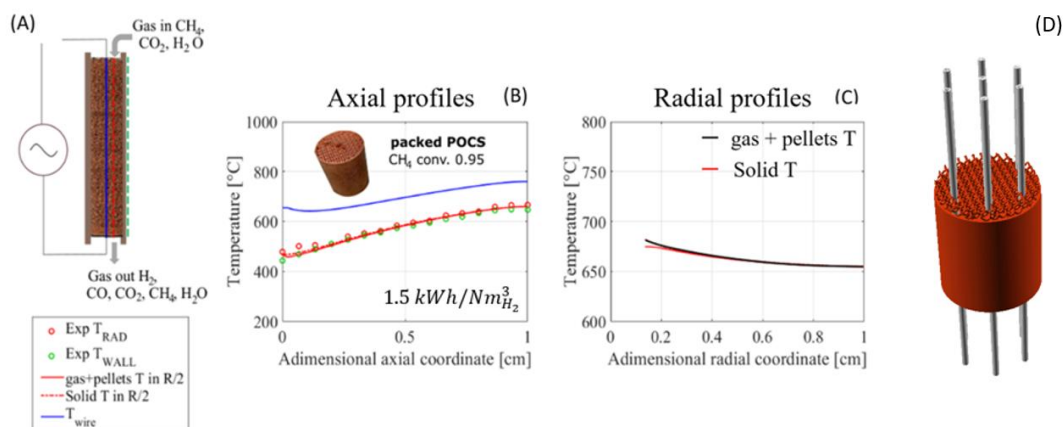 (A)
Gas in CH4,
CO2, H2O
Gas out H2,
CO, CO2, CH4, H2O
Exp TRAD
Exp TWALL
gas+pellets T in R/2
Solid T in R/2
Twire
Axial profiles (B)
1000
800
600
400
200
Temperature [°C]
packed POCS
CH4 conv. 0.95
1.5 kWh/Nm3H2
0 0.5 1
Adimensional axial coordinate [cm]
Radial profiles (C)
750
700
650
600
Temperature [°C]
gas + pellets T
Solid T
0 0.2 0.4 0.6 0.8 1
Adimensional radial coordinate [cm]
(D)